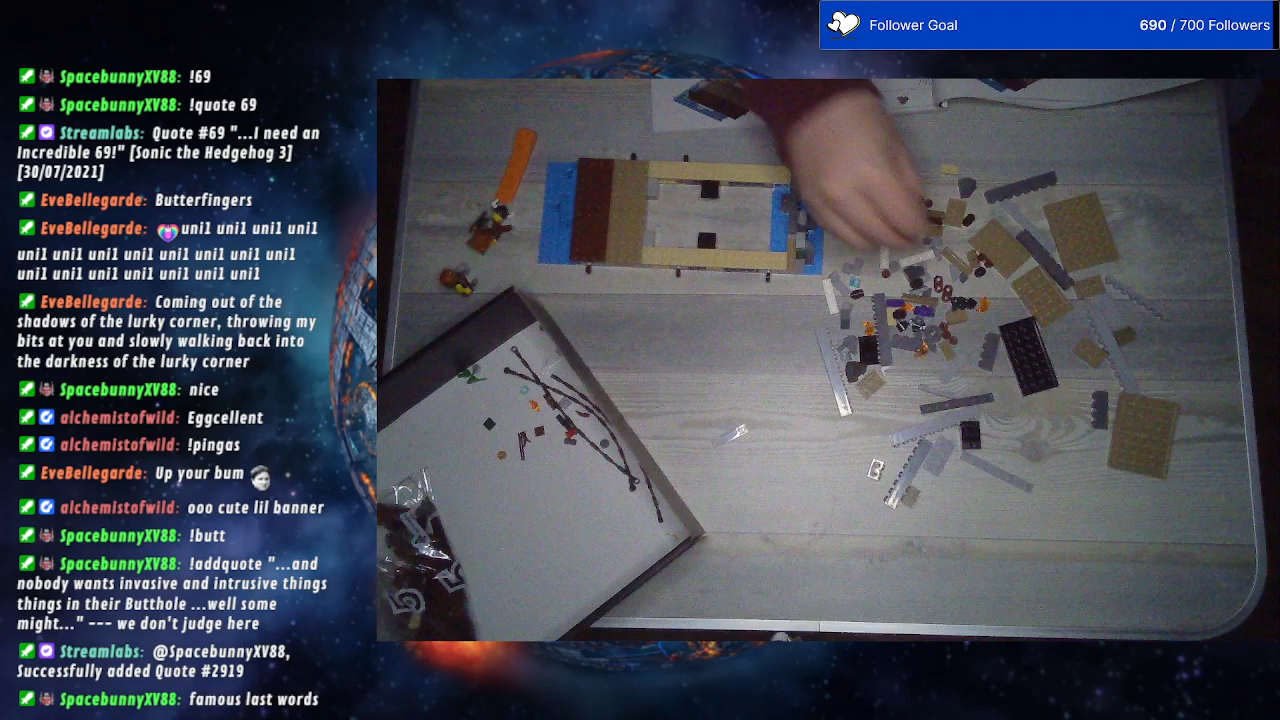 Follower Goal 690 / 700 Followers
SpacebunnyXV88: !69
SpacebunnyXV88: !quote 69
Streamlabs: Quote #69 "...I need an
Incredible 69!" [Sonic the Hedgehog 3]
[30/07/2021]
EveBellegarde: Butterfingers
EveBellegarde: uni1 uni1 uni1 uni1
uni1 uni1 uni1 uni1 uni1 uni1 uni1
uni1 uni1 uni1 uni1 uni1 uni1
EveBellegarde: Coming out of the
shadows of the lurky corner, throwing my
bits at you and slowly walking back into
the darkness of the lurky corner
SpacebunnyXV88: nice
alchemistofwild: Eggcellent
alchemistofwild: !pingas
EveBellegarde: Up your bum
alchemistofwild: ooo cute lil banner
SpacebunnyXV88: !butt
SpacebunnyXV88: !addquote "...and
nobody wants invasive and intrusive things
things in their Butthole ...well some
might..." --- we don't judge here
Streamlabs: @SpacebunnyXV88,
Successfully added Quote #2919
SpacebunnyXV88: famous last words